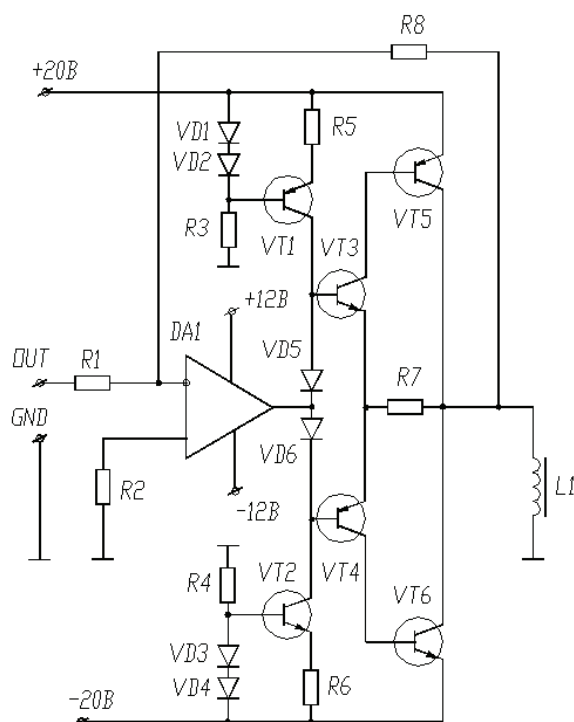 R8
+20В
VD1
R5
VD2
R3
VT1
VT3
VT5
+12В
DA1
OUT
R1
VD5
R7
GND
VD6
R2
-12В
L1
R4
VT2
VT4
VT6
VD3
VD4
R6
-20В